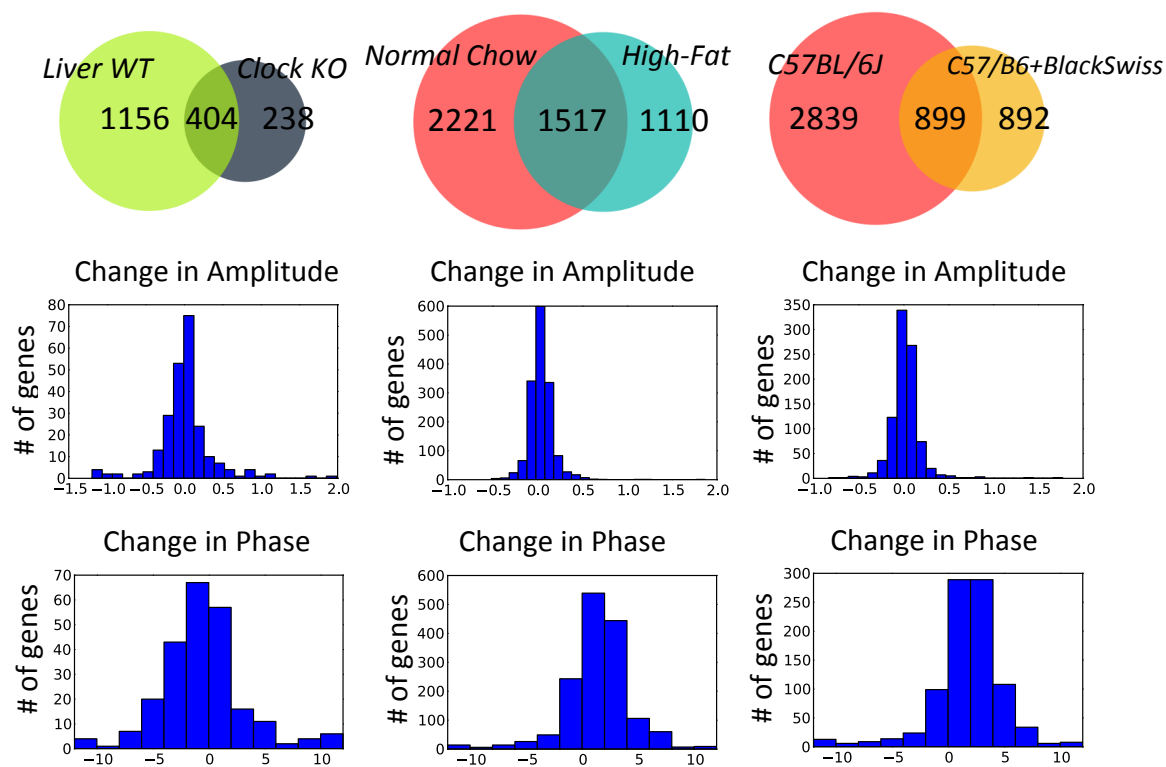 Liver WT Clock KO
1156 404 238
Normal Chow High-Fat
2221 1517 1110
C57BL/6J C57/B6+BlackSwiss
2839 899 892
Change in Amplitude
# of genes
80
70
60
50
40
30
20
10
0
−1.5 −1.0 −0.5 0.0 0.5 1.0 1.5 2.0
Change in Amplitude
# of genes
600
500
400
300
200
100
0
−1.0 −0.5 0.0 0.5 1.0 1.5 2.0
Change in Amplitude
# of genes
350
300
250
200
150
100
50
0
−1.0 −0.5 0.0 0.5 1.0 1.5 2.0
Change in Phase
# of genes
70
60
50
40
30
20
10
0
−10 −5 0 5 10
Change in Phase
# of genes
600
500
400
300
200
100
0
−10 −5 0 5 10
Change in Phase
# of genes
300
250
200
150
100
50
0
−10 −5 0 5 10